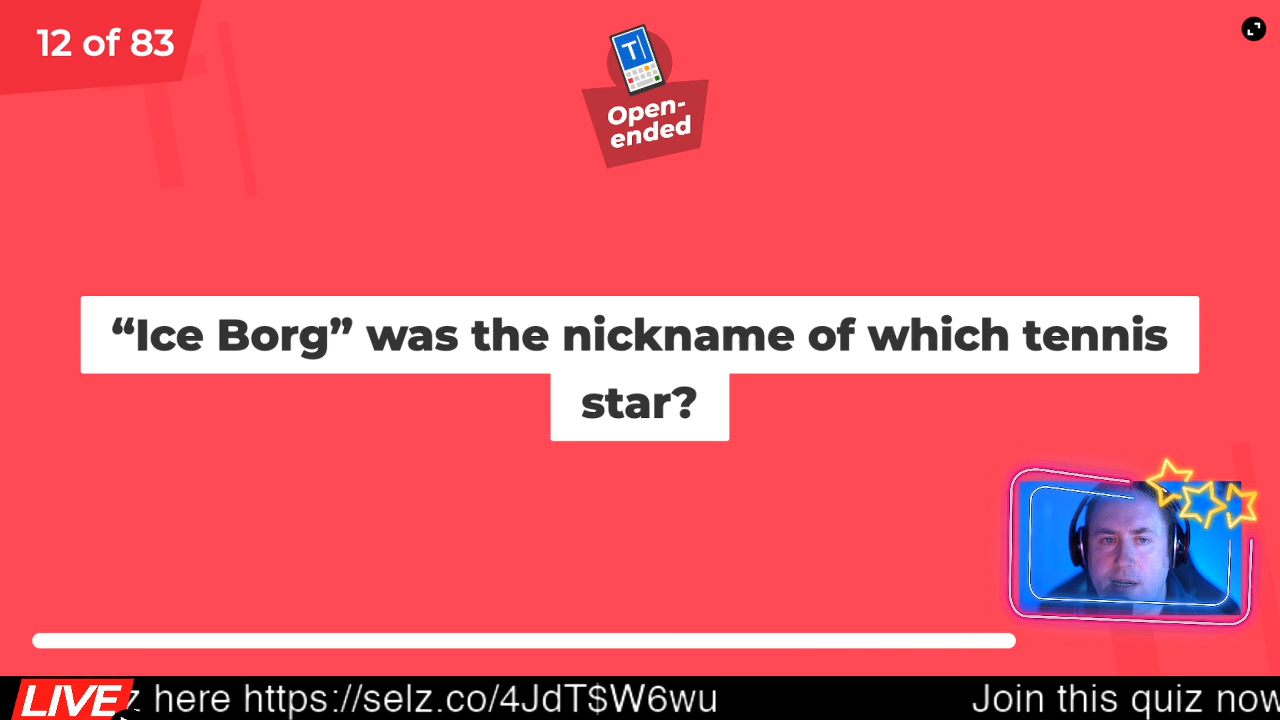 12 of 83
T
Open-
ended
“Ice Borg” was the nickname of which tennis
star?
LIVE
z here https://selz.co/4JdT$W6wu
Join this quiz now